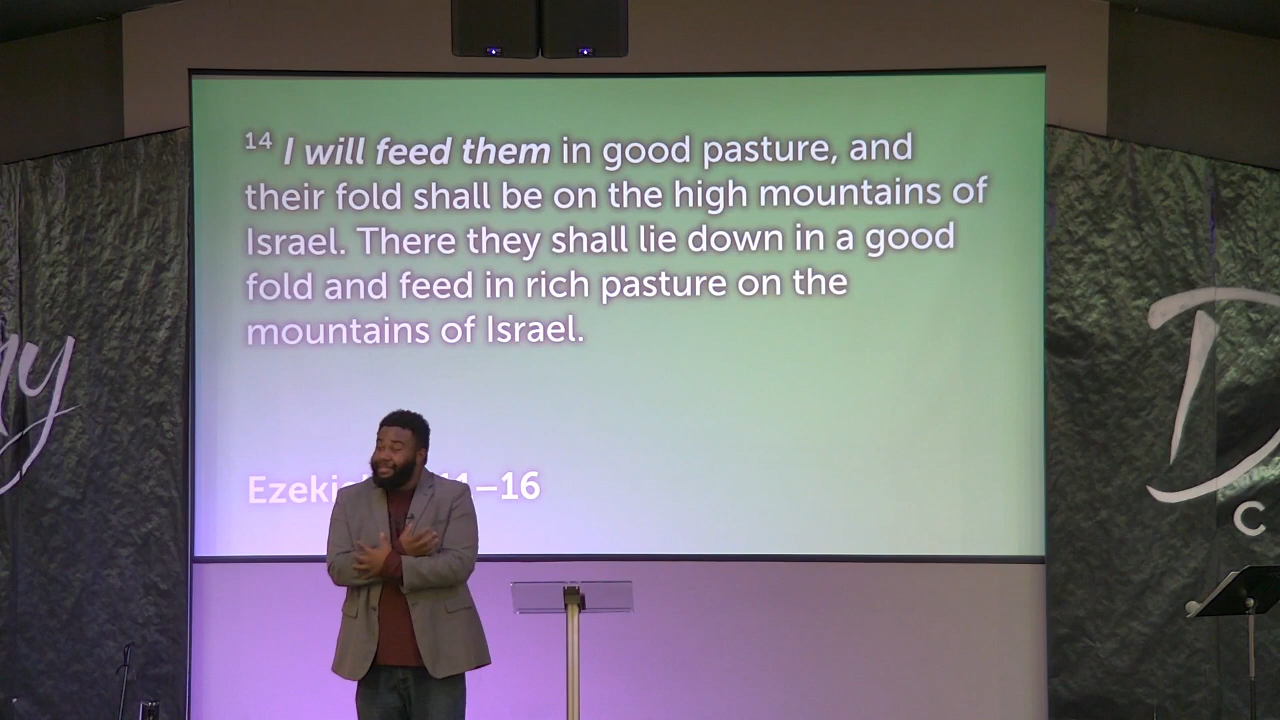 14 I will feed them in good pasture, and
their fold shall be on the high mountains of
Israel. There they shall lie down in a good
fold and feed in rich pasture on the
mountains of Israel.
–16